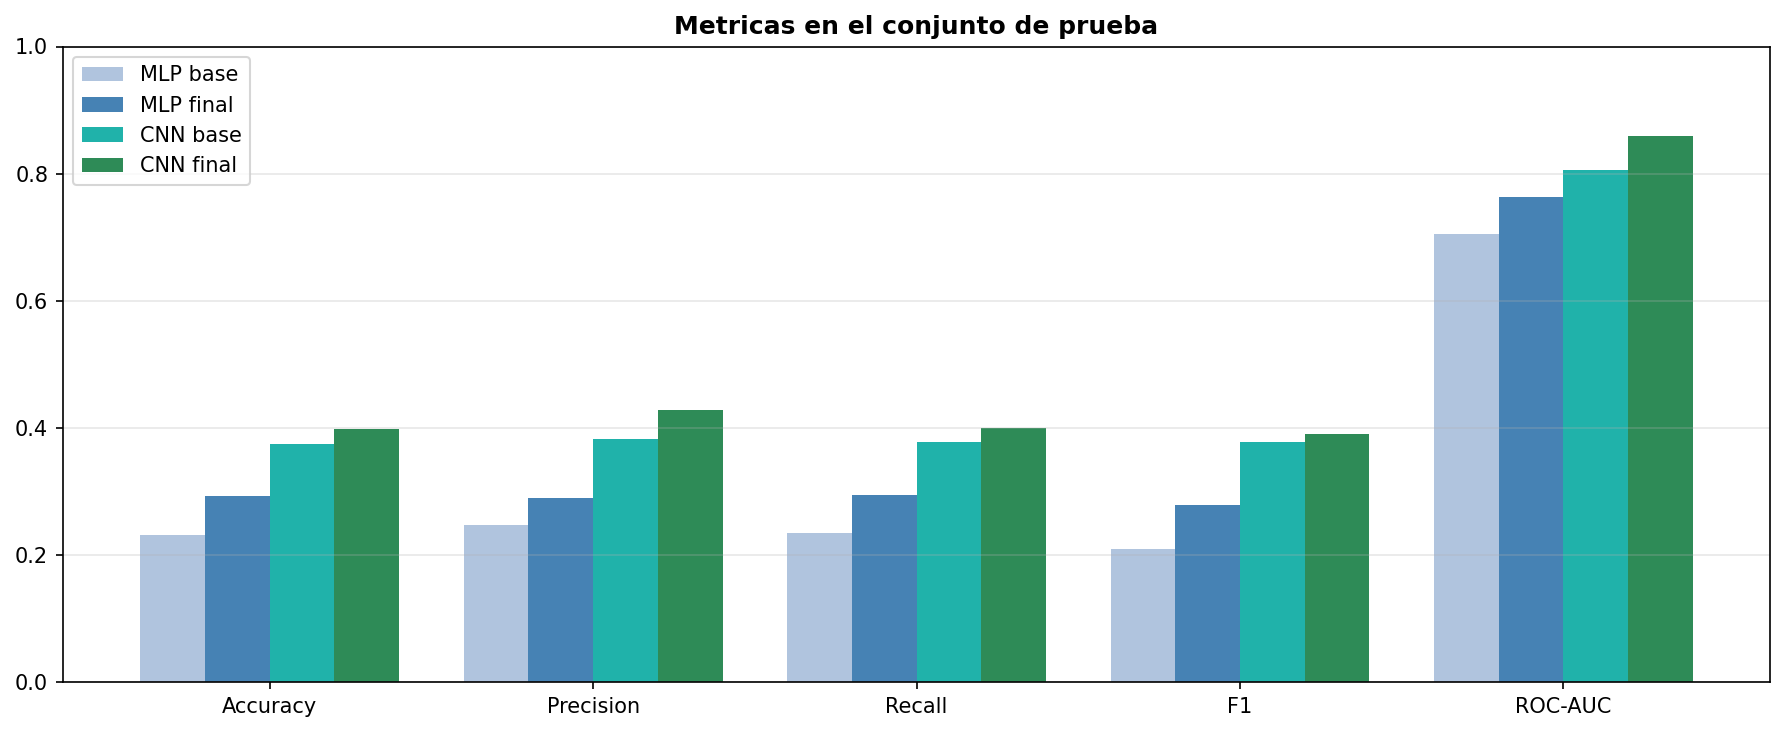 Metricas en el conjunto de prueba
MLP base
MLP final
CNN base
CNN final
1.0
0.8
0.6
0.4
0.2
0.0
Accuracy
Precision
Recall
F1
ROC-AUC